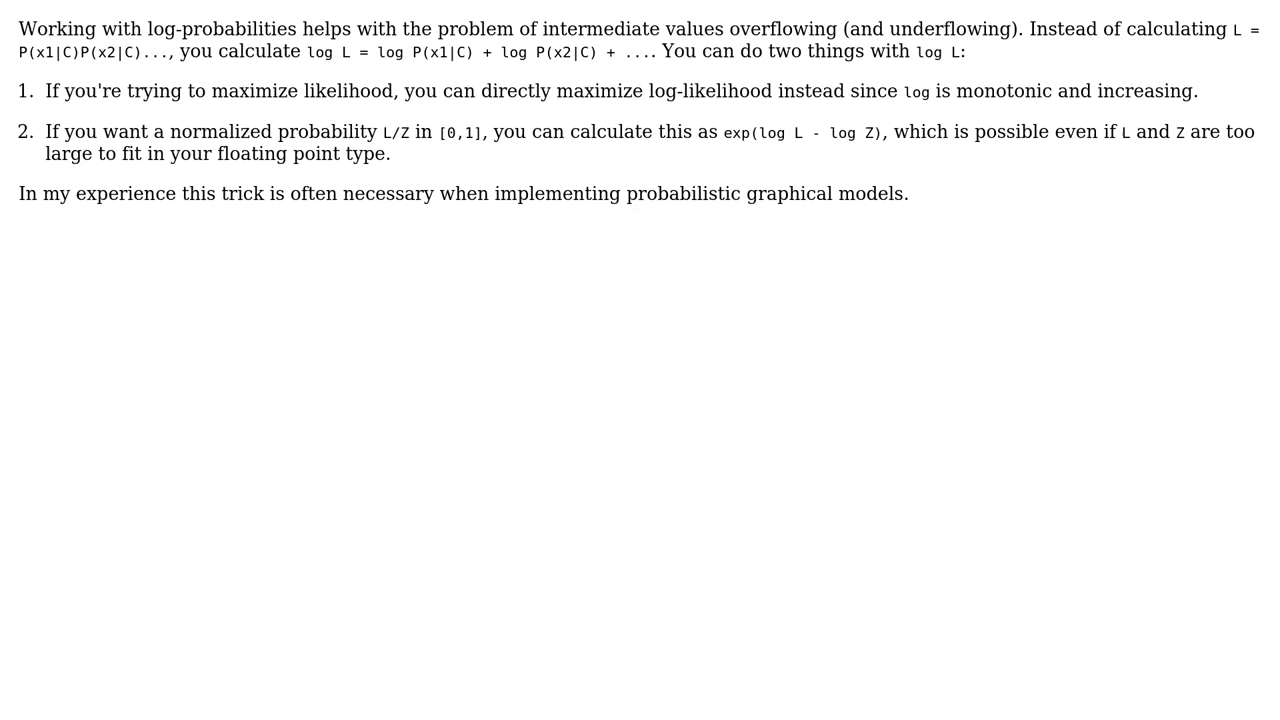 Working with log-probabilities helps with the problem of intermediate values overflowing (and underflowing). Instead of calculating L =
P(x1|C)P(x2|C)..., you calculate log L = log P(x1|C) + log P(x2|C) + .... You can do two things with log L:
1. If you're trying to maximize likelihood, you can directly maximize log-likelihood instead since log is monotonic and increasing.
2. If you want a normalized probability L/Z in [0,1], you can calculate this as exp(log L - log Z), which is possible even if L and Z are too
large to fit in your floating point type.
In my experience this trick is often necessary when implementing probabilistic graphical models.